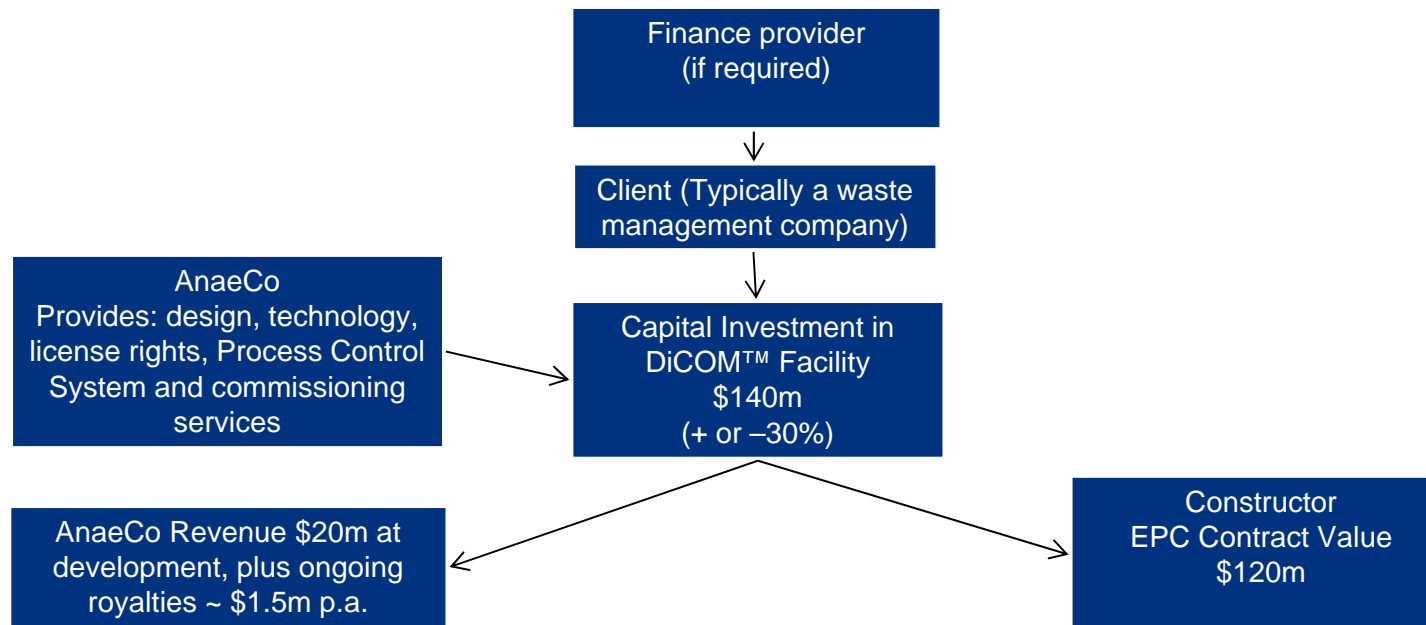 Finance provider
(if required)
Client (Typically a waste
management company)
AnaeCo
Provides: design, technology,
license rights, Process Control
System and commissioning
services
Capital Investment in
DiCOM™ Facility
$140m
(+ or –30%)
AnaeCo Revenue $20m at
development, plus ongoing
royalties ~ $1.5m p.a.
Constructor
EPC Contract Value
$120m